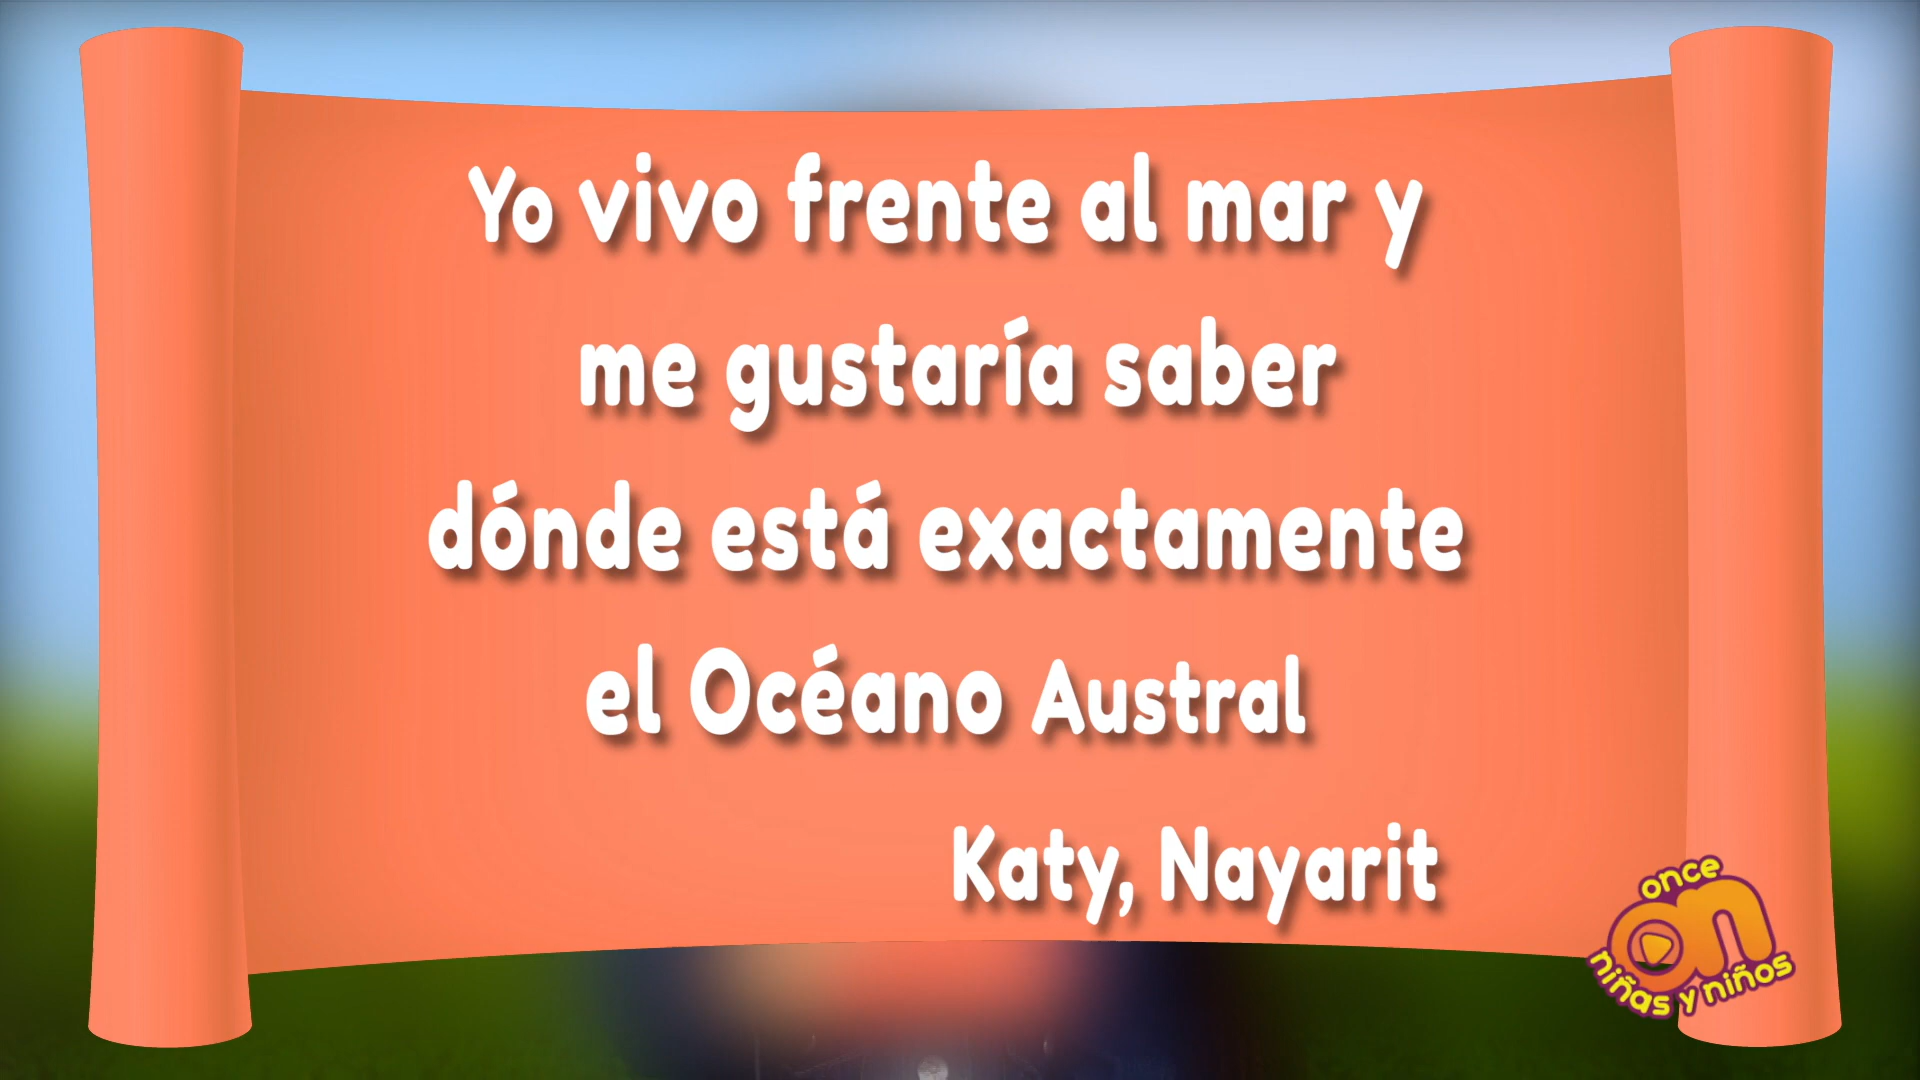 Yo vivo frente al mar y
me gustaría saber
dónde está exactamente
el Océano Austral
Katy, Nayarit
once
on
niñas y niños